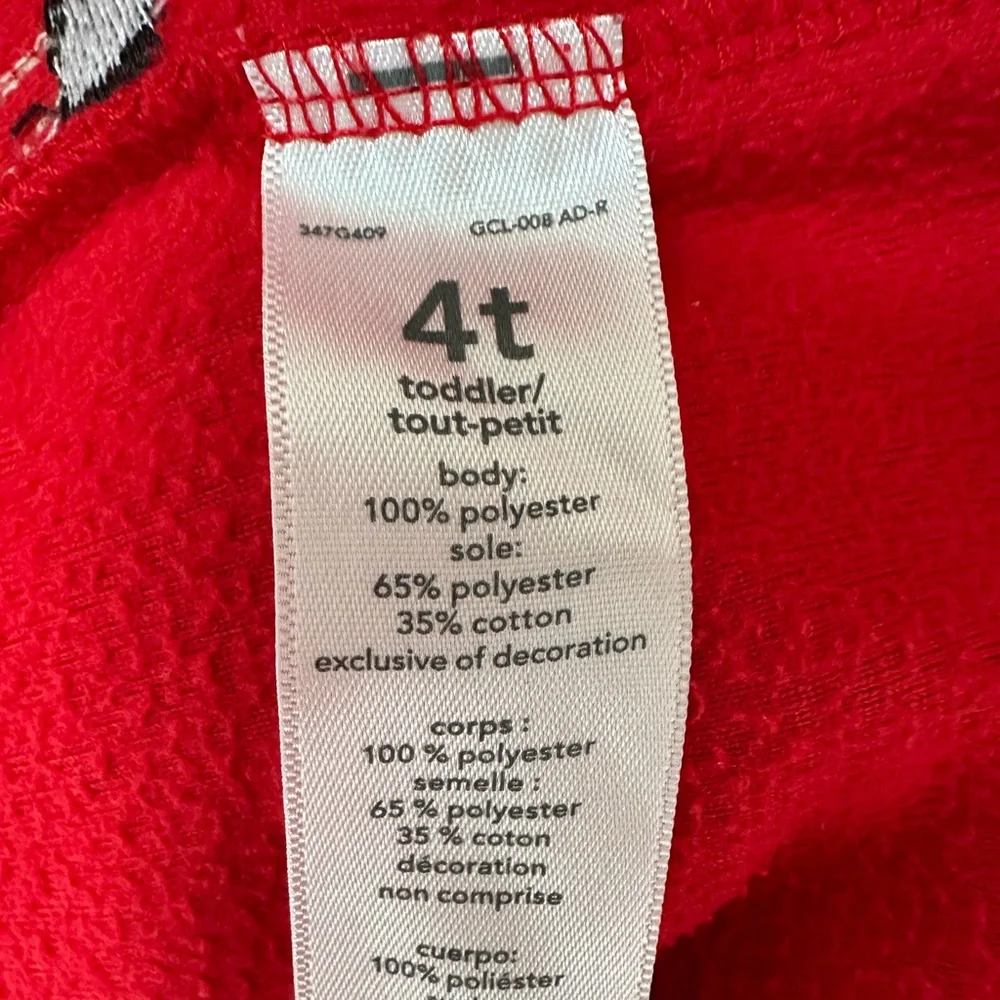 347G409 GCL-008 AD-R
4t
toddler/
tout-petit
body:
100% polyester
sole:
65% polyester
35% cotton
exclusive of decoration
corps :
100 % polyester
semelle :
65 % polyester
35 % coton
décoration
non comprise
cuerpo:
100% poliéster